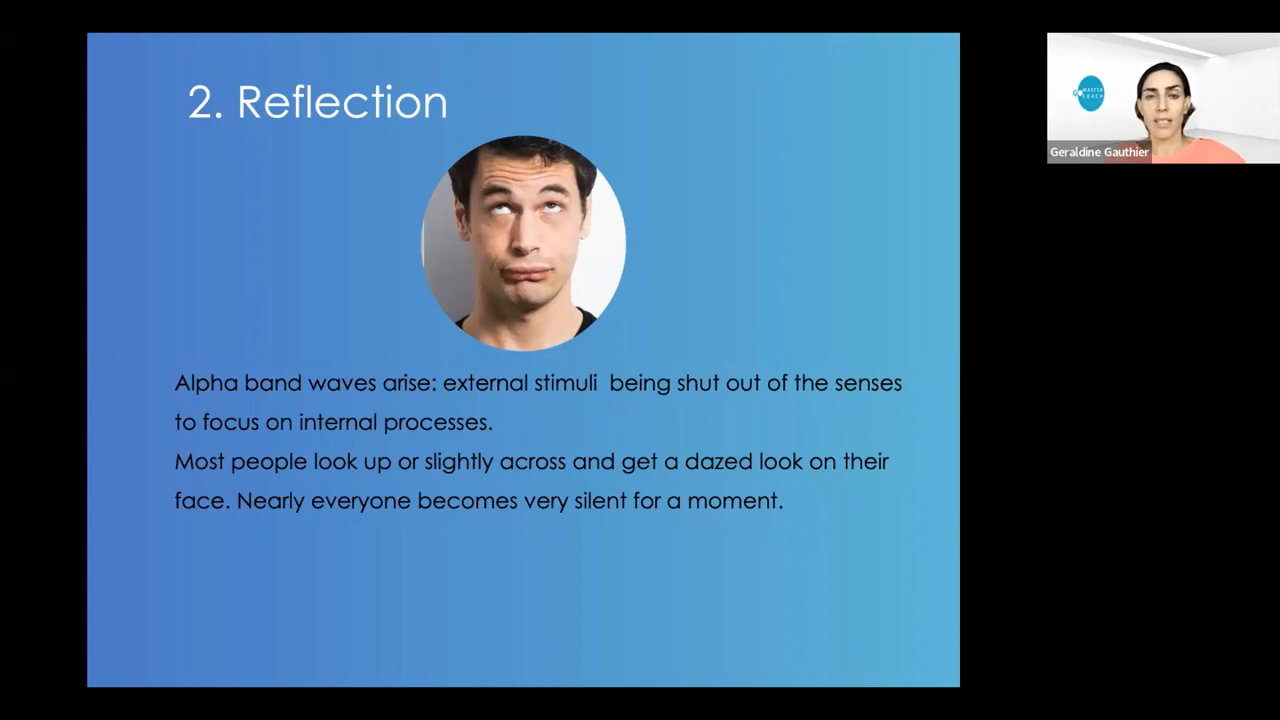 2. Reflection
Alpha band waves arise: external stimuli  being shut out of the senses
to focus on internal processes.
Most people look up or slightly across and get a dazed look on their
face. Nearly everyone becomes very silent for a moment.
MASTER
COACH
Geraldine Gauthier